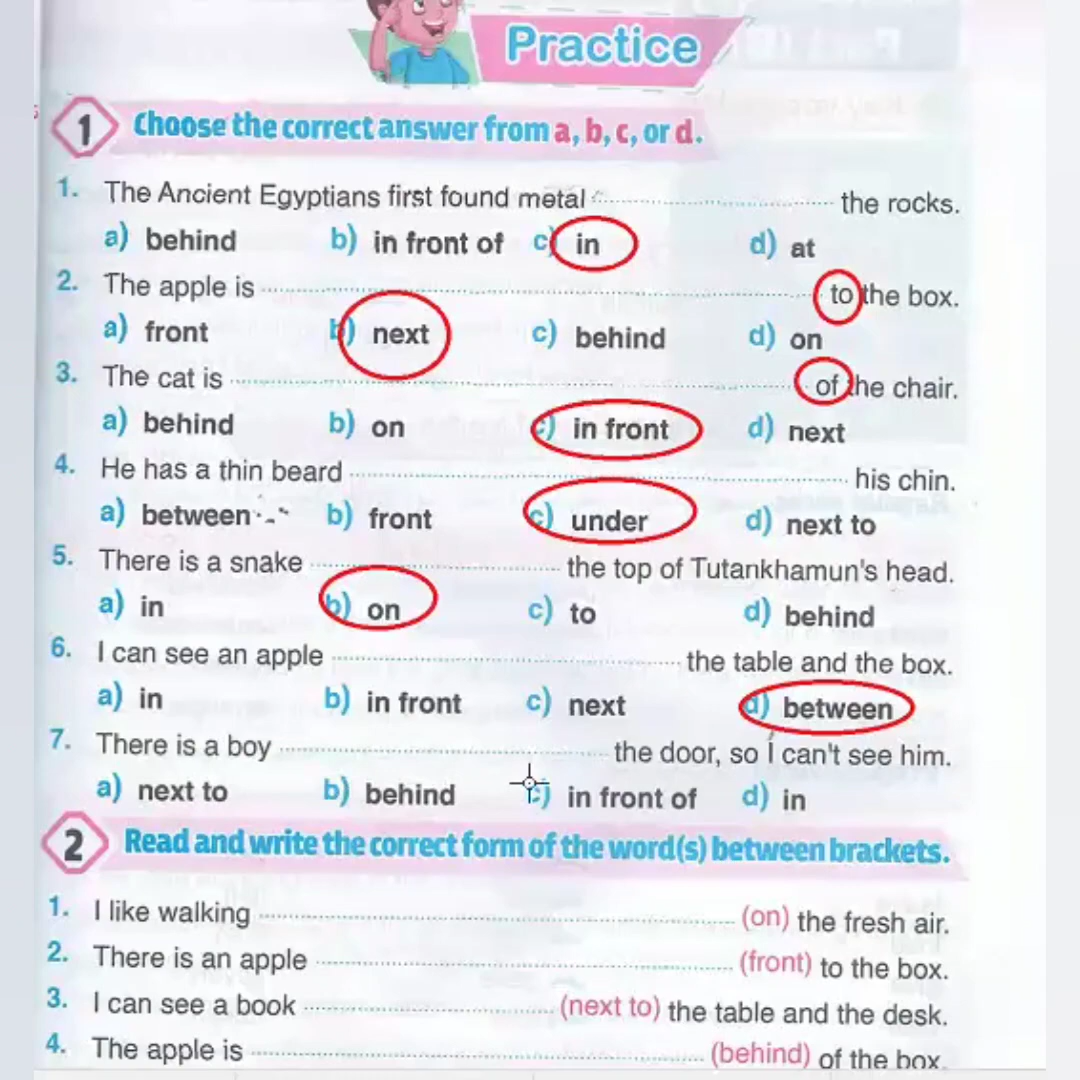 Practice
1 Choose the correct answer from a, b, c, or d.
1. The Ancient Egyptians first found metal ........................ the rocks.
a) behind b) in front of c) in d) at
2. The apple is ........................ to the box.
a) front b) next c) behind d) on
3. The cat is ........................ of the chair.
a) behind b) on c) in front d) next
4. He has a thin beard ........................ his chin.
a) between b) front c) under d) next to
5. There is a snake ........................ the top of Tutankhamun's head.
a) in b) on c) to d) behind
6. I can see an apple ........................ the table and the box.
a) in b) in front c) next d) between
7. There is a boy ........................ the door, so I can't see him.
a) next to b) behind c) in front of d) in
2 Read and write the correct form of the word(s) between brackets.
1. I like walking ........................ (on) the fresh air.
2. There is an apple ........................ (front) to the box.
3. I can see a book ........................ (next to) the table and the desk.
4. The apple is ........................ (behind) of the box.